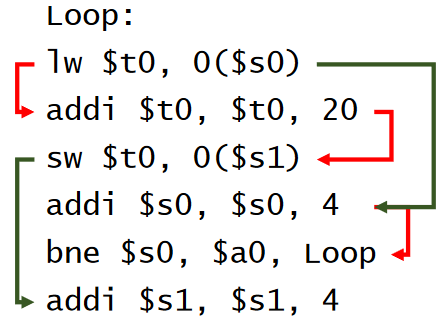 Loop:
lw $t0, 0($s0)
addi $t0, $t0, 20
sw $t0, 0($s1)
addi $s0, $s0, 4
bne $s0, $a0, Loop
addi $s1, $s1, 4